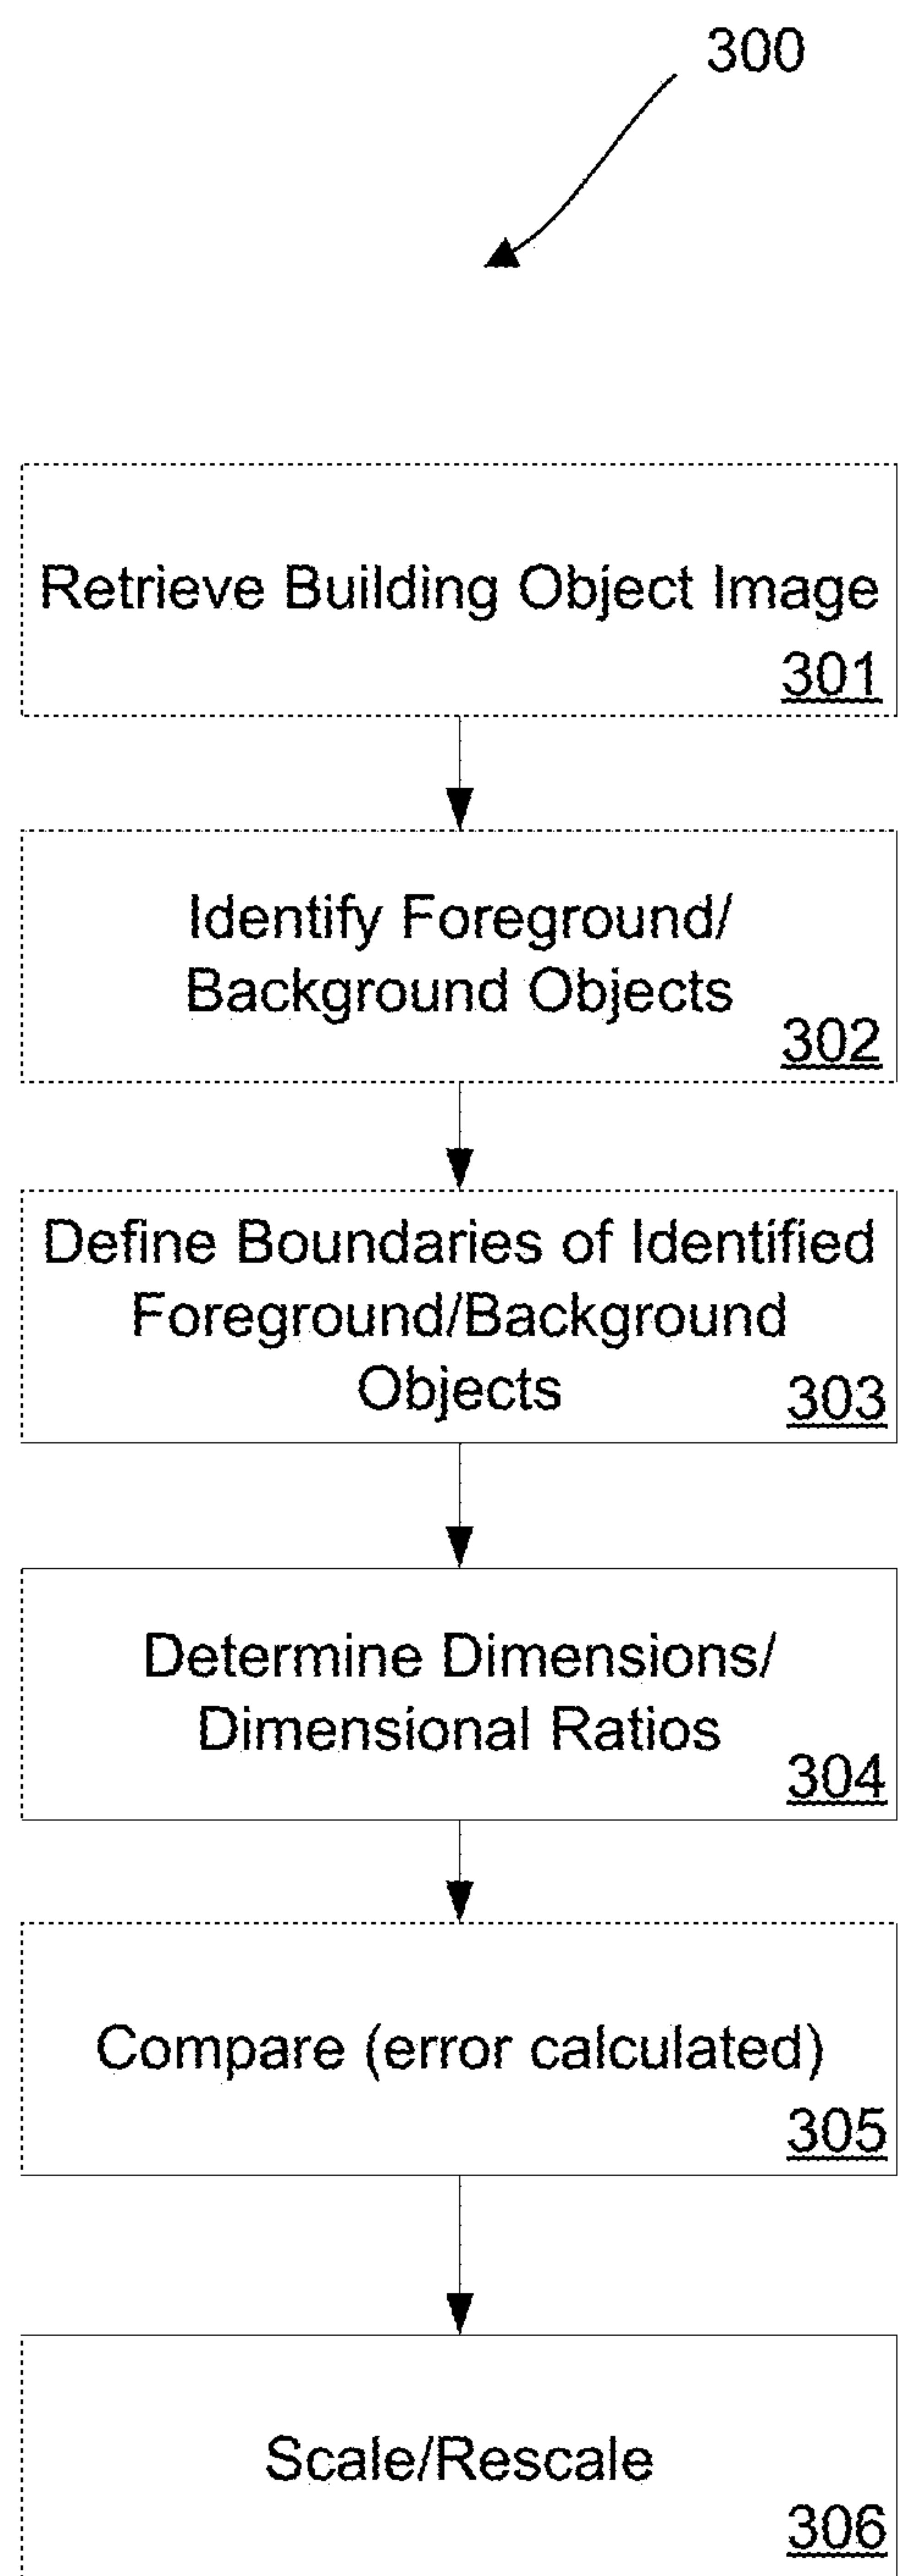 300
Retrieve Building Object Image
301
Identify Foreground/
Background Objects
302
Define Boundaries of Identified
Foreground/Background
Objects
303
Determine Dimensions/
Dimensional Ratios
304
Compare (error calculated)
305
Scale/Rescale
306